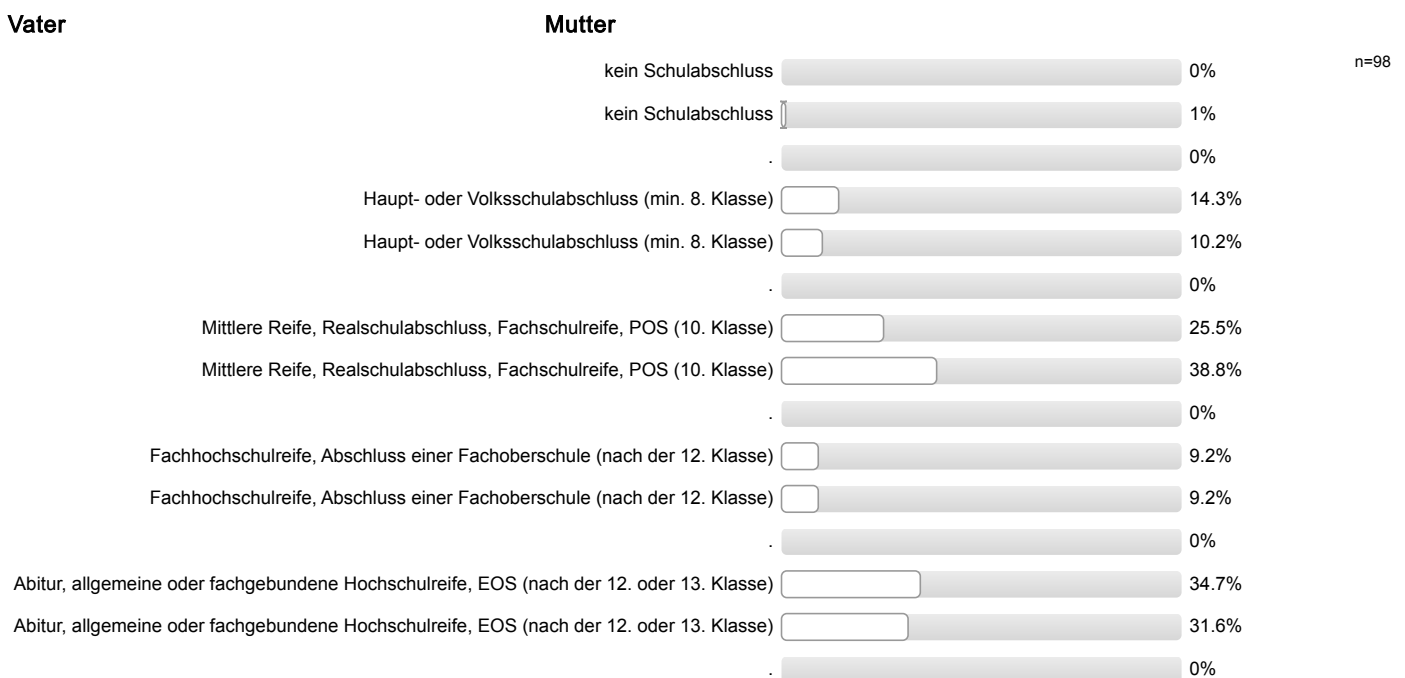 Vater Mutter
n=98
kein Schulabschluss 0%
kein Schulabschluss 1%
. 0%
Haupt- oder Volksschulabschluss (min. 8. Klasse) 14.3%
Haupt- oder Volksschulabschluss (min. 8. Klasse) 10.2%
. 0%
Mittlere Reife, Realschulabschluss, Fachschulreife, POS (10. Klasse) 25.5%
Mittlere Reife, Realschulabschluss, Fachschulreife, POS (10. Klasse) 38.8%
. 0%
Fachhochschulreife, Abschluss einer Fachoberschule (nach der 12. Klasse) 9.2%
Fachhochschulreife, Abschluss einer Fachoberschule (nach der 12. Klasse) 9.2%
. 0%
Abitur, allgemeine oder fachgebundene Hochschulreife, EOS (nach der 12. oder 13. Klasse) 34.7%
Abitur, allgemeine oder fachgebundene Hochschulreife, EOS (nach der 12. oder 13. Klasse) 31.6%
. 0%